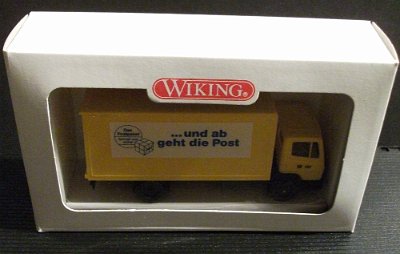 WIKING®
...und ab
geht die Post